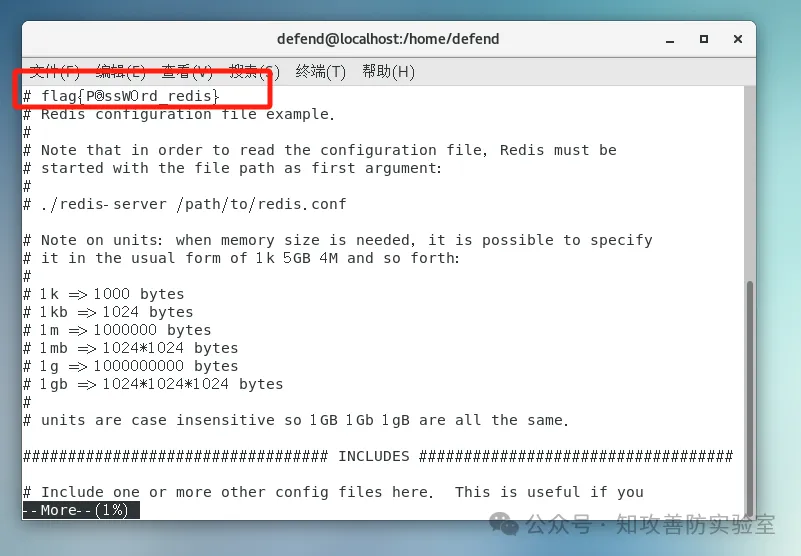 defend@localhost:/home/defend
文件(F) 编辑(E) 查看(V) 搜索(S) 终端(T) 帮助(H)
# flag{P@ssW0rd_redis}
# Redis configuration file example.
#
# Note that in order to read the configuration file, Redis must be
# started with the file path as first argument:
#
# ./redis-server /path/to/redis.conf
# Note on units: when memory size is needed, it is possible to specify
# it in the usual form of 1k 5GB 4M and so forth:
#
# 1k => 1000 bytes
# 1kb => 1024 bytes
# 1m => 1000000 bytes
# 1mb => 1024*1024 bytes
# 1g => 1000000000 bytes
# 1gb => 1024*1024*1024 bytes
#
# units are case insensitive so 1GB 1Gb 1gB are all the same.
################################## INCLUDES ###################################
# Include one or more other config files here.  This is useful if you
--More--(1%)
公众号 · 知攻善防实验室